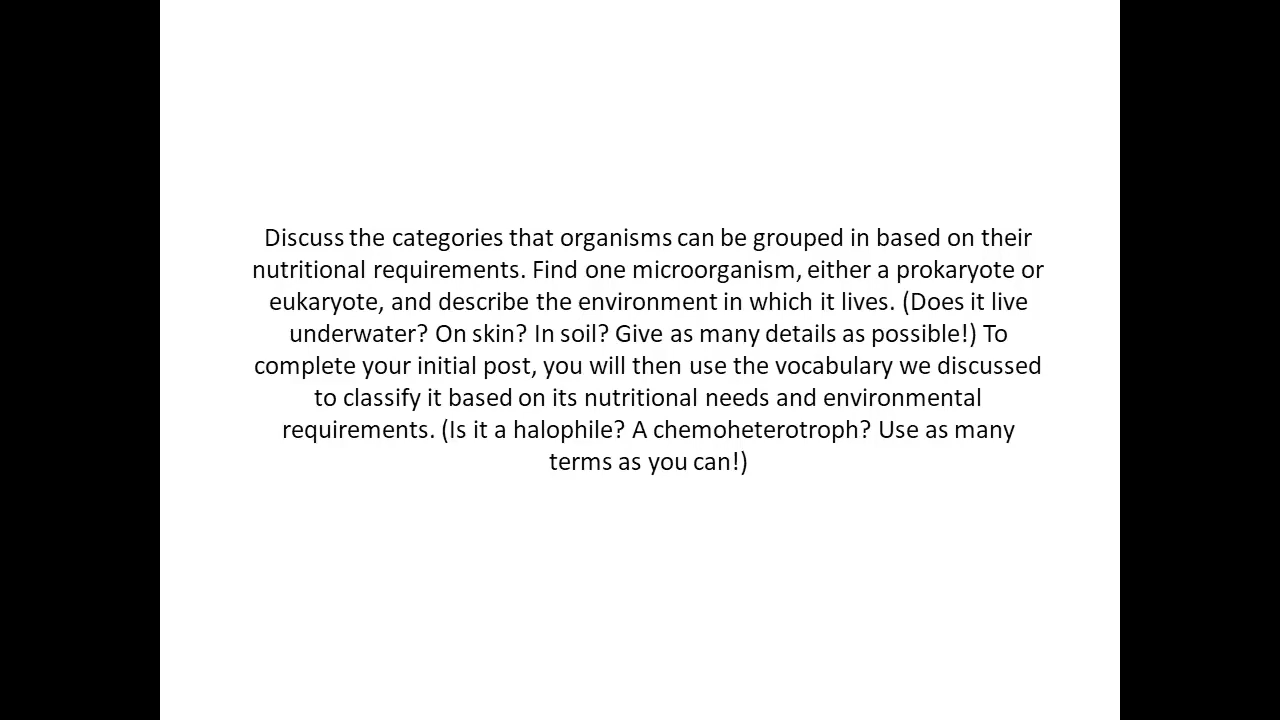 Discuss the categories that organisms can be grouped in based on their
nutritional requirements. Find one microorganism, either a prokaryote or
eukaryote, and describe the environment in which it lives. (Does it live
underwater? On skin? In soil? Give as many details as possible!) To
complete your initial post, you will then use the vocabulary we discussed
to classify it based on its nutritional needs and environmental
requirements. (Is it a halophile? A chemoheterotroph? Use as many
terms as you can!)